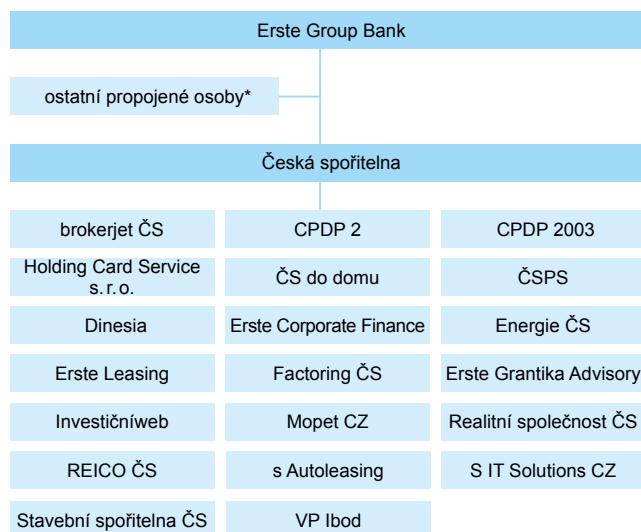 Erste Group Bank
ostatní propojené osoby*
Česká spořitelna
brokerjet ČS
CPDP 2
CPDP 2003
Holding Card Service
s. r. o.
ČS do domu
ČSPS
Dinesia
Erste Corporate Finance
Energie ČS
Erste Leasing
Factoring ČS
Erste Grantika Advisory
Investičníweb
Mopet CZ
Realitní společnost ČS
REICO ČS
s Autoleasing
S IT Solutions CZ
Stavební spořitelna ČS
VP Ibod